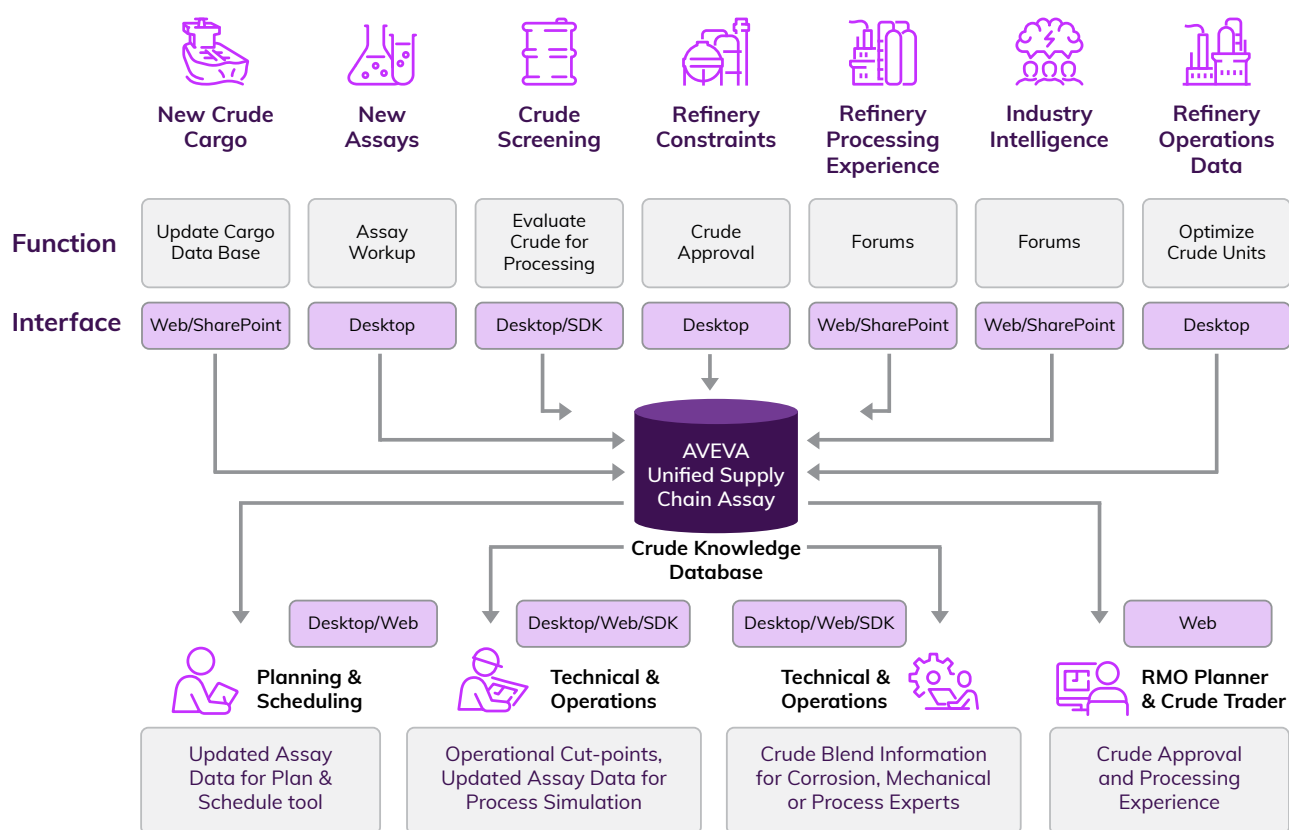 New Crude
Cargo
New
Assays
Crude
Screening
Refinery
Constraints
Refinery
Processing
Experience
Industry
Intelligence
Refinery
Operations
Data
Function
Update Cargo
Data Base
Assay
Workup
Evaluate
Crude for
Processing
Crude
Approval
Forums
Forums
Optimize
Crude Units
Interface
Web/SharePoint
Desktop
Desktop/SDK
Desktop
Web/SharePoint
Web/SharePoint
Desktop
AVEVA
Unified Supply
Chain Assay
Crude Knowledge
Database
Desktop/Web
Desktop/Web/SDK
Desktop/Web/SDK
Web
Planning &
Scheduling
Technical &
Operations
Technical &
Operations
RMO Planner
& Crude Trader
Updated Assay
Data for Plan &
Schedule tool
Operational Cut-points,
Updated Assay Data for
Process Simulation
Crude Blend Information
for Corrosion, Mechanical
or Process Experts
Crude Approval
and Processing
Experience